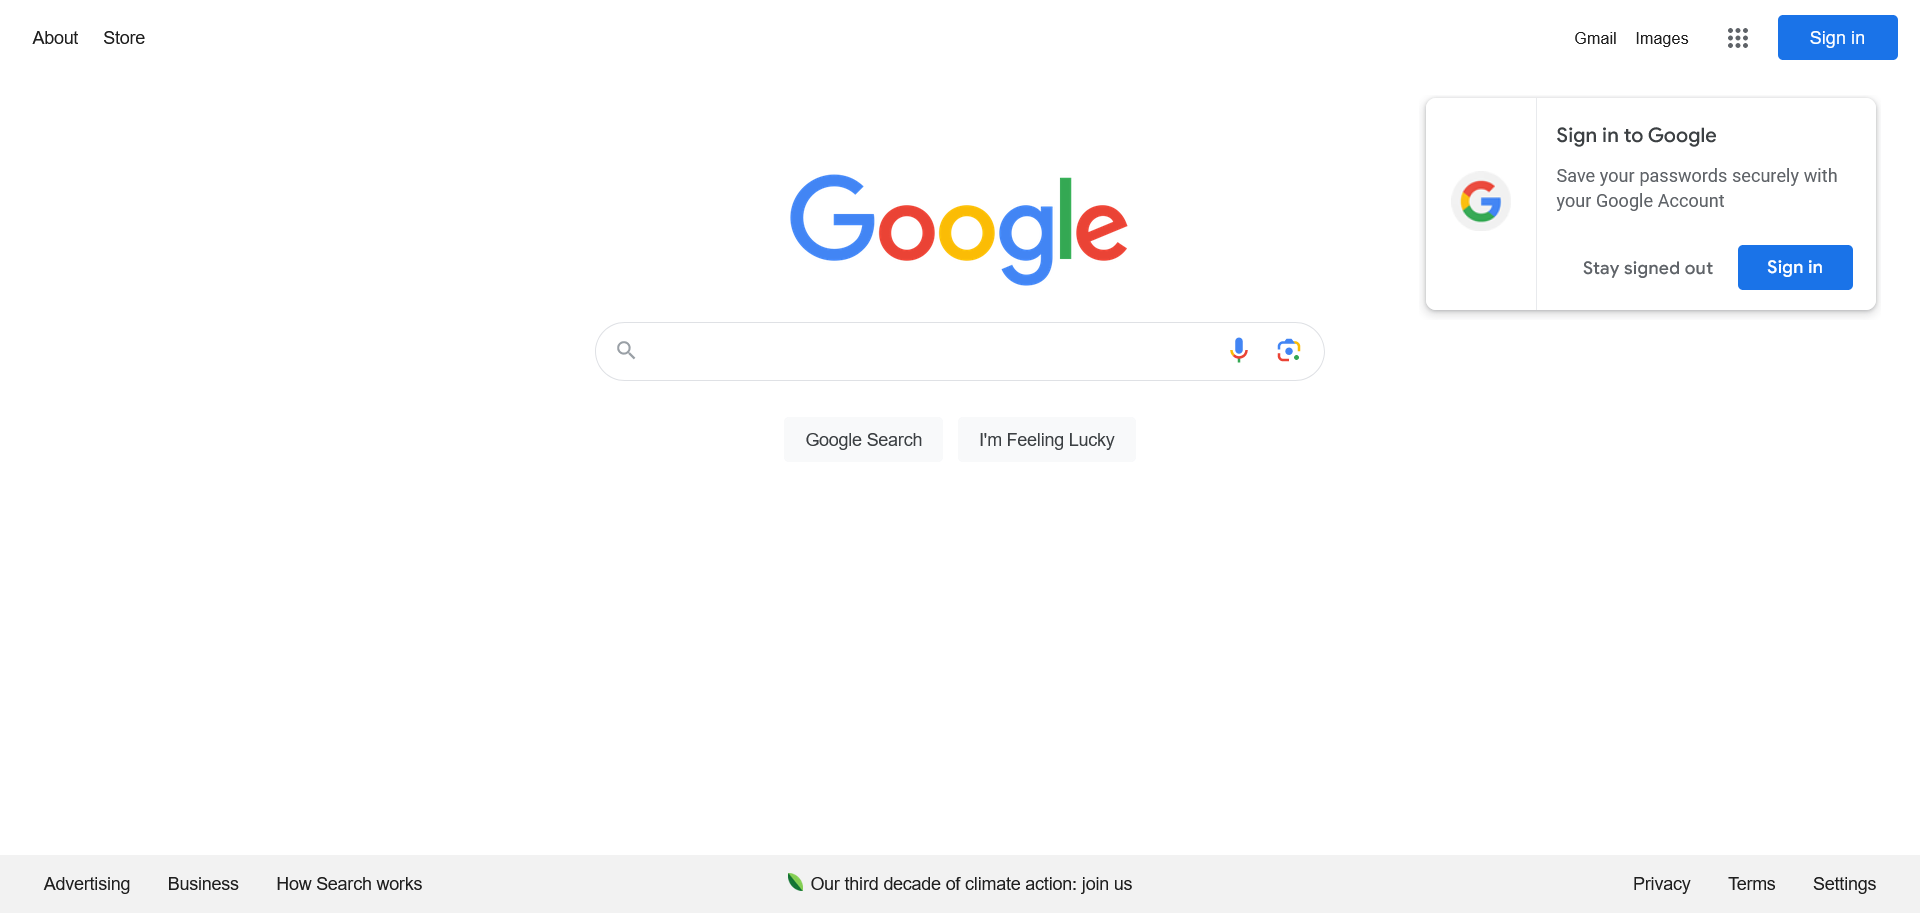 About Store Gmail Images Sign in
Sign in to Google
Save your passwords securely with
your Google Account
Stay signed out Sign in
Google
Google Search I'm Feeling Lucky
Advertising Business How Search works Our third decade of climate action: join us Privacy Terms Settings